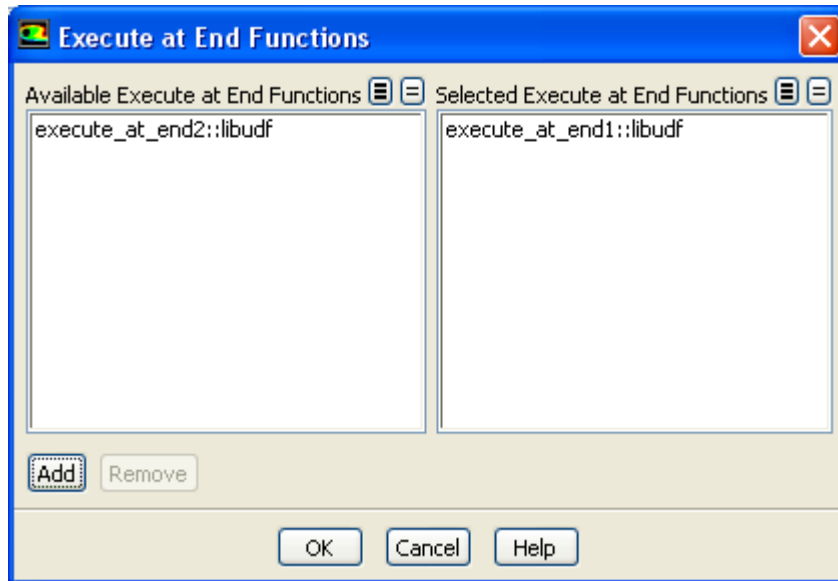 Execute at End Functions
Available Execute at End Functions
Selected Execute at End Functions
execute_at_end2::libudf
execute_at_end1::libudf
Add
Remove
OK
Cancel
Help